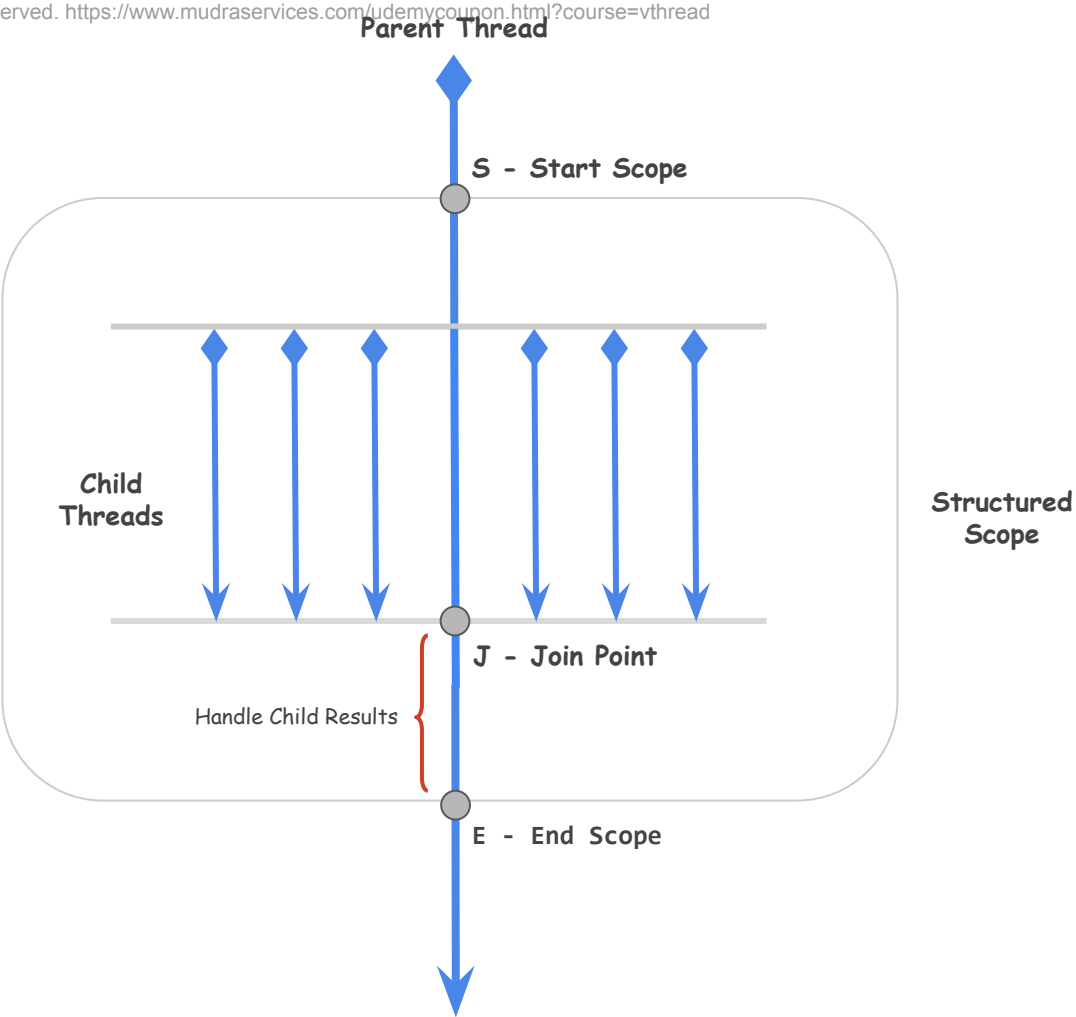 erved. https://www.mudraservices.com/udemycoupon.html?course=vthread
Parent Thread
S - Start Scope
Child
Threads
Structured
Scope
J - Join Point
Handle Child Results
E - End Scope